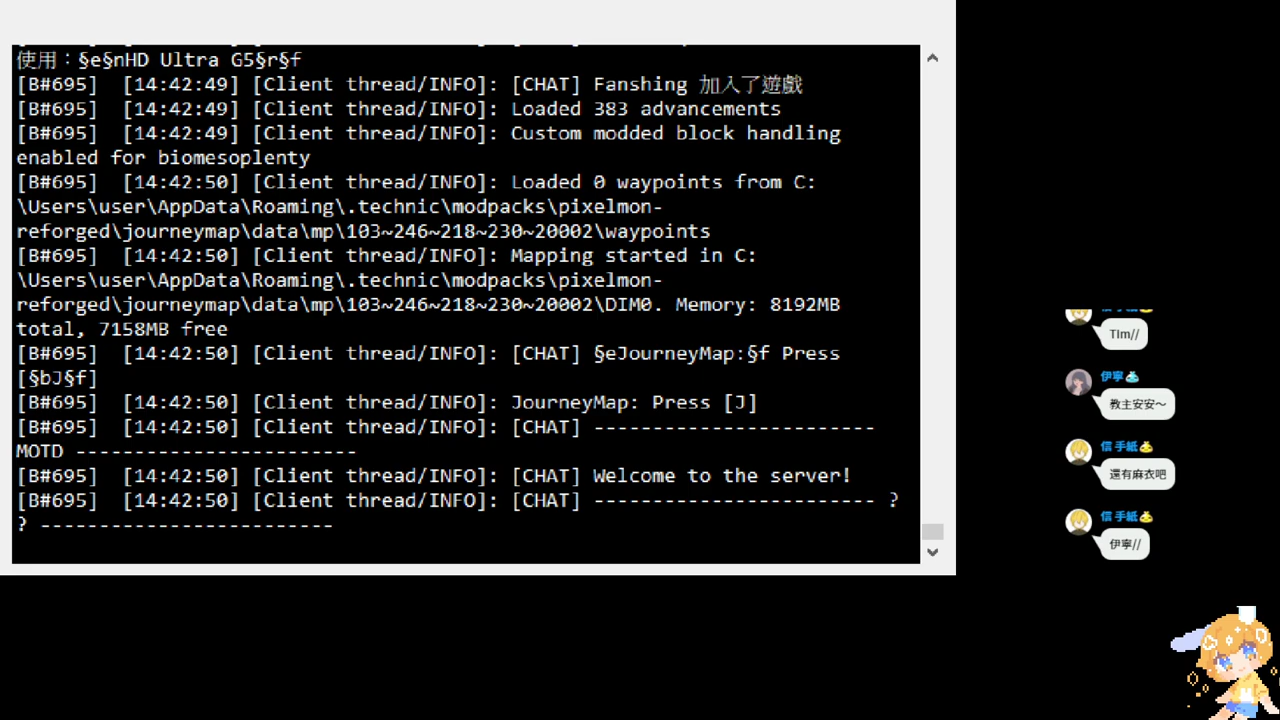 使用：§e§nHD Ultra G5§r§f
[B#695]  [14:42:49] [Client thread/INFO]: [CHAT] Fanshing 加入了遊戲
[B#695]  [14:42:49] [Client thread/INFO]: Loaded 383 advancements
[B#695]  [14:42:49] [Client thread/INFO]: Custom modded block handling
enabled for biomesoplenty
[B#695]  [14:42:50] [Client thread/INFO]: Loaded 0 waypoints from C:
\Users\user\AppData\Roaming\.technic\modpacks\pixelmon-
reforged\journeymap\data\mp\103~246~218~230~20002\waypoints
[B#695]  [14:42:50] [Client thread/INFO]: Mapping started in C:
\Users\user\AppData\Roaming\.technic\modpacks\pixelmon-
reforged\journeymap\data\mp\103~246~218~230~20002\DIM0. Memory: 8192MB
total, 7158MB free
[B#695]  [14:42:50] [Client thread/INFO]: [CHAT] §eJourneyMap:§f Press
[§bJ§f]
[B#695]  [14:42:50] [Client thread/INFO]: JourneyMap: Press [J]
[B#695]  [14:42:50] [Client thread/INFO]: [CHAT] ------------------------
MOTD ------------------------
[B#695]  [14:42:50] [Client thread/INFO]: [CHAT] Welcome to the server!
[B#695]  [14:42:50] [Client thread/INFO]: [CHAT] ------------------------ ?
? -------------------------
TIm//
伊寧
教主安安～
信 手紙
還有麻衣吧
信 手紙
伊寧//